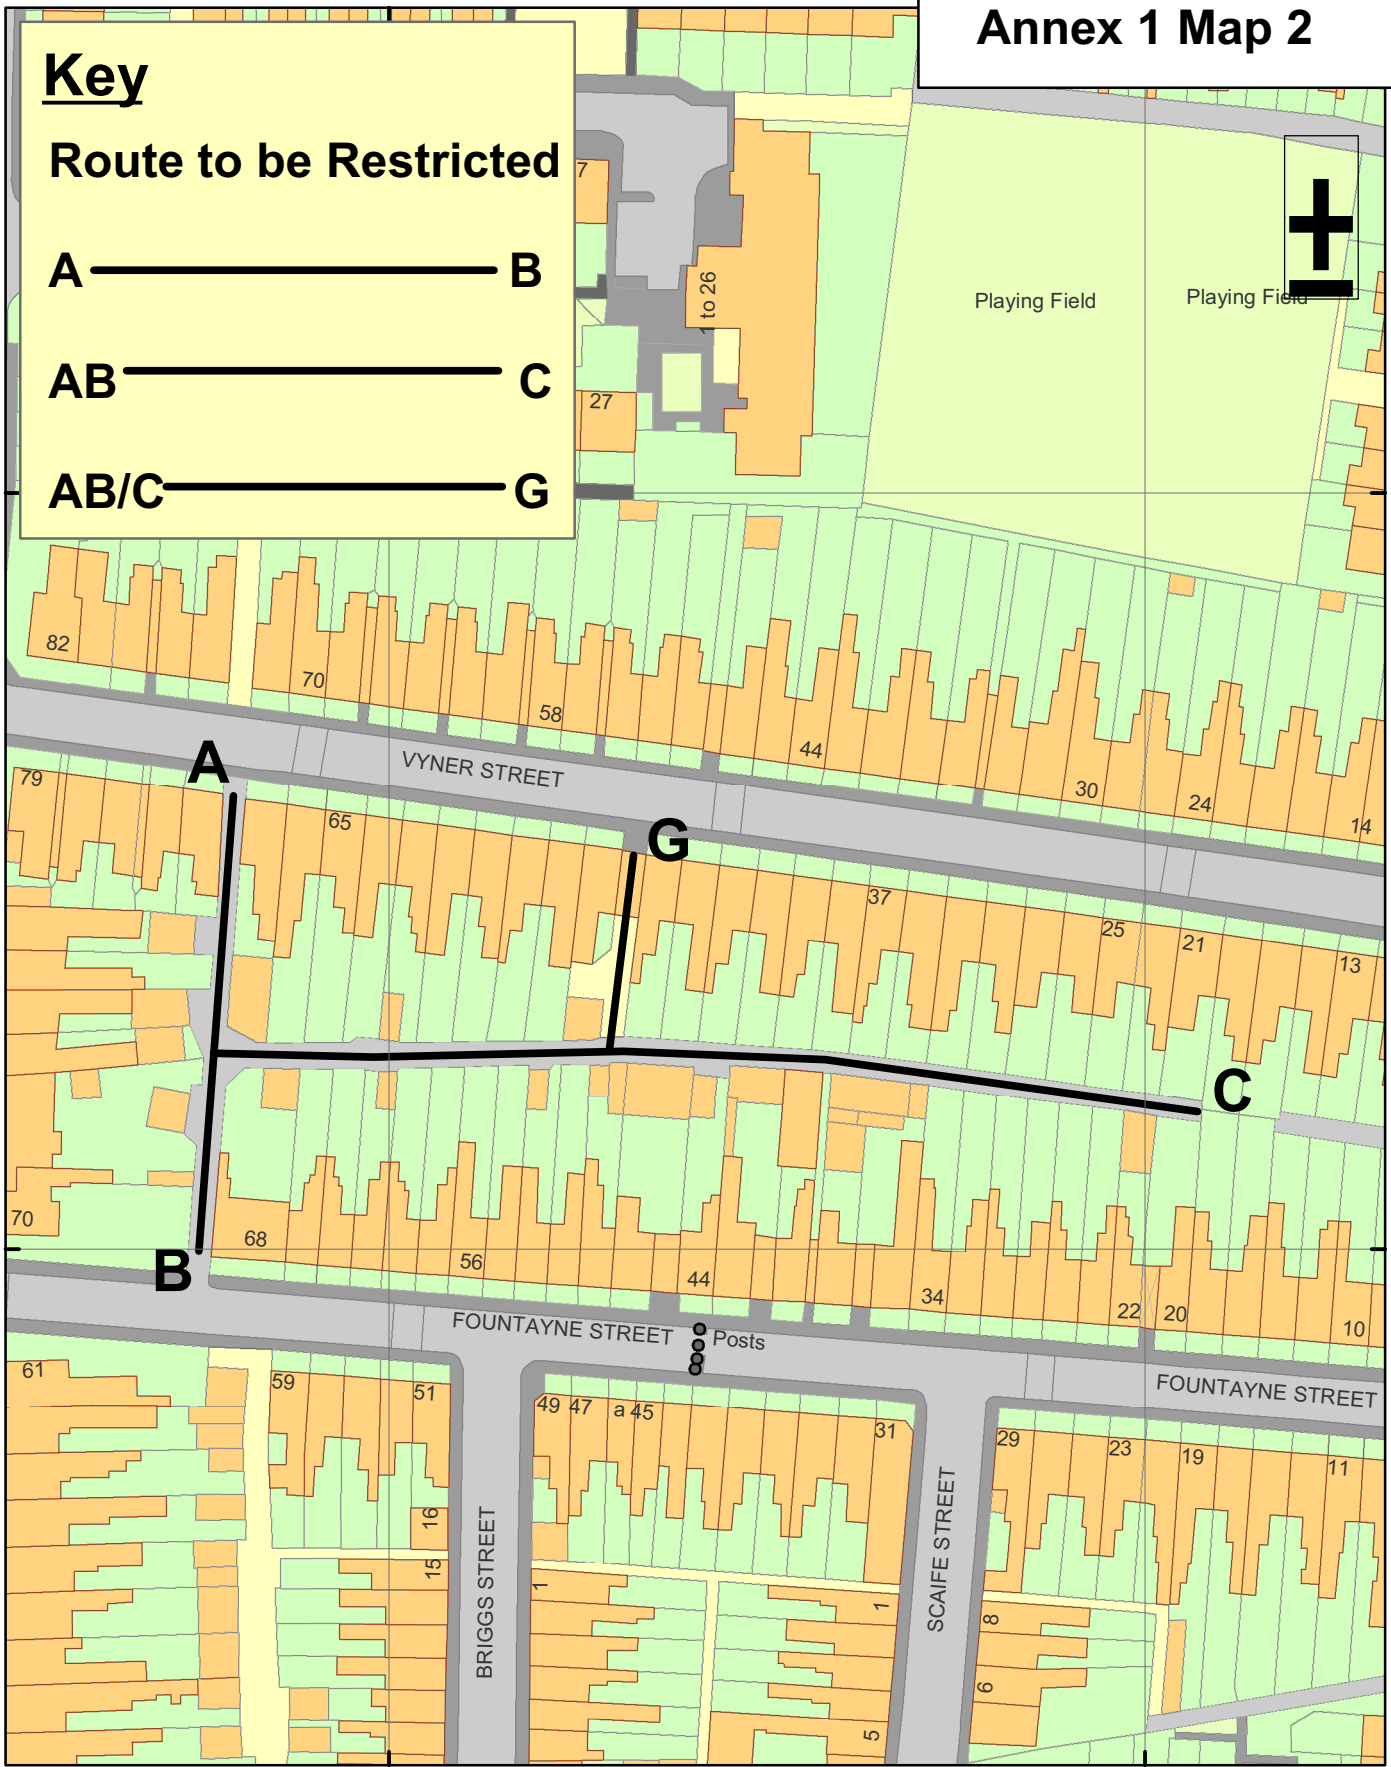 Annex 1 Map 2
Key
Route to be Restricted
A B
AB C
AB/C G
7
1 to 26
27
Playing Field
Playing Field
82
70
58
44
30
24
14
VYNER STREET
A
G
79
65
37
25
21
13
C
70
68
56
44
34
22
20
10
B
FOUNTAYNE STREET
Posts
FOUNTAYNE STREET
61
59
51
49
47
a 45
31
29
23
19
11
16
15
BRIGGS STREET
1
1
5
SCAIFE STREET
8
6